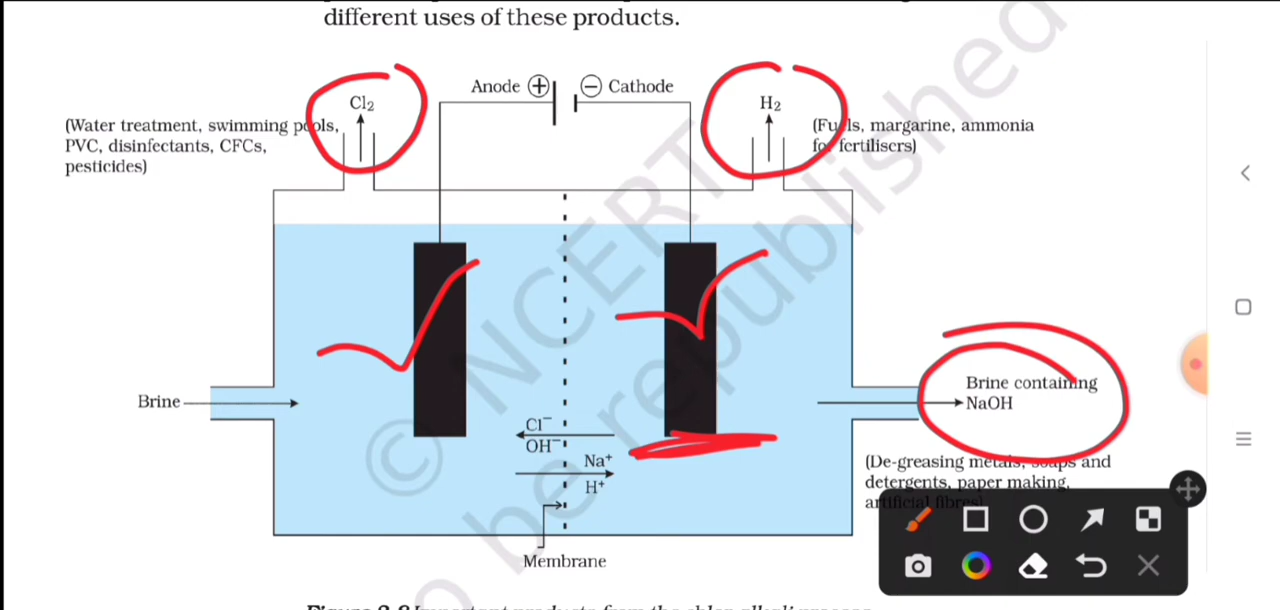 different uses of these products.
Anode + − Cathode
Cl₂
H₂
(Water treatment, swimming pools,
PVC, disinfectants, CFCs,
pesticides)
(Fuels, margarine, ammonia
for fertilisers)
Brine
Cl⁻
OH⁻
Na⁺
H⁺
Membrane
Brine containing
NaOH
(De-greasing metals, soaps and
detergents, paper making,
artificial fibres)
© NCERT
o be republished